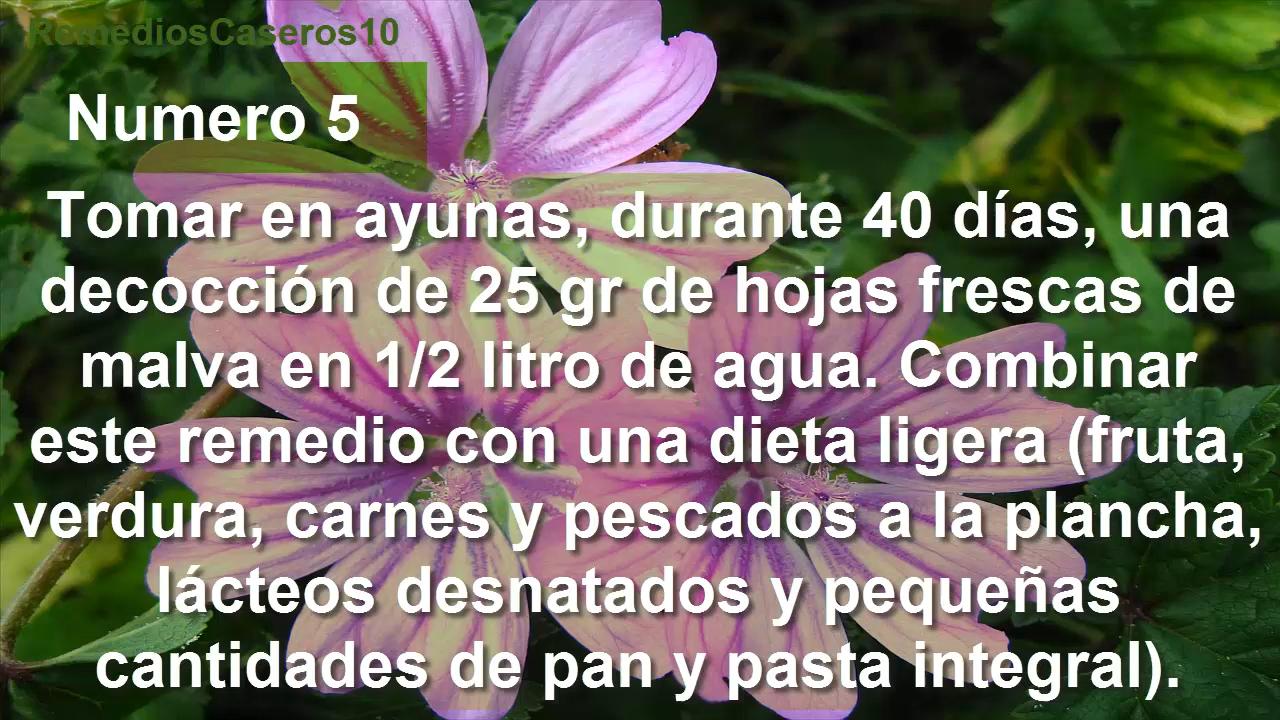 RemediosCaseros10
Numero 5
Tomar en ayunas, durante 40 días, una
decocción de 25 gr de hojas frescas de
malva en 1/2 litro de agua. Combinar
este remedio con una dieta ligera (fruta,
verdura, carnes y pescados a la plancha,
lácteos desnatados y pequeñas
cantidades de pan y pasta integral).